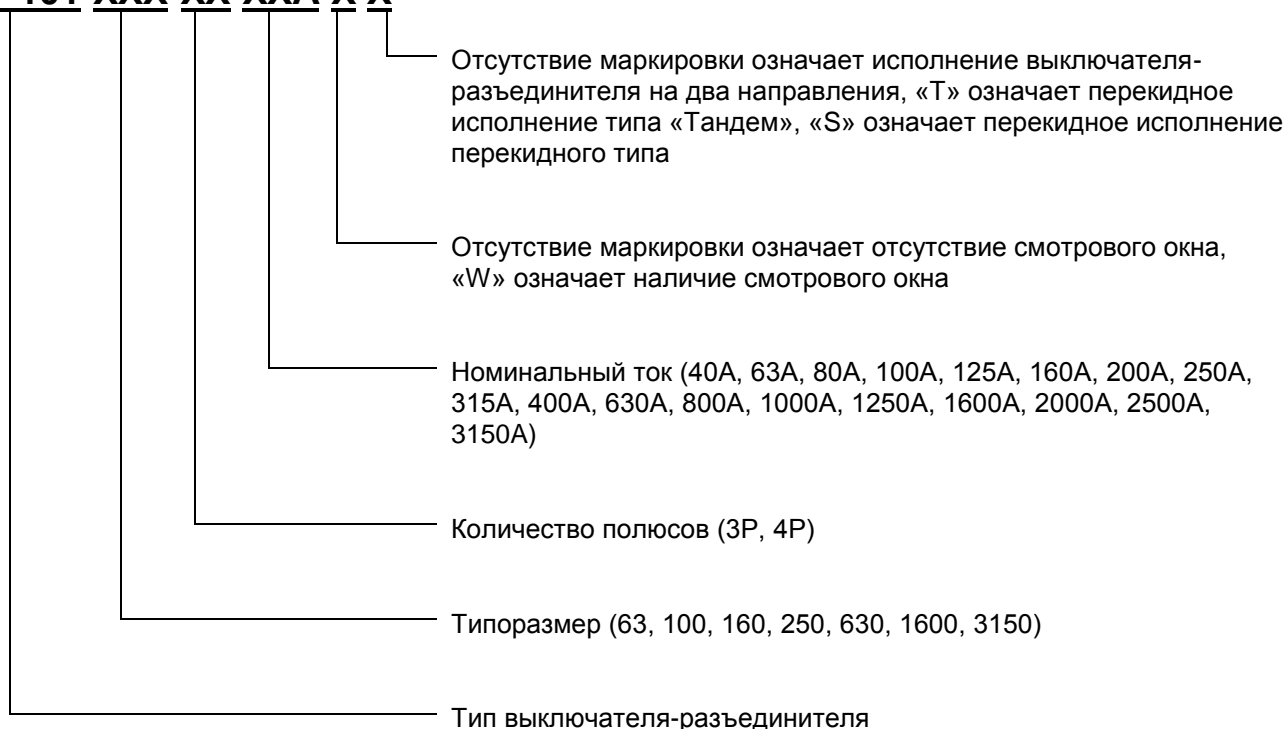 Отсутствие маркировки означает исполнение выключателя-
разъединителя на два направления, «Т» означает перекидное
исполнение типа «Тандем», «S» означает перекидное исполнение
перекидного типа
Отсутствие маркировки означает отсутствие смотрового окна,
«W» означает наличие смотрового окна
Номинальный ток (40А, 63А, 80А, 100А, 125А, 160А, 200А, 250А,
315А, 400А, 630А, 800А, 1000А, 1250А, 1600А, 2000А, 2500А,
3150А)
Количество полюсов (3Р, 4Р)
Типоразмер (63, 100, 160, 250, 630, 1600, 3150)
Тип выключателя-разъединителя